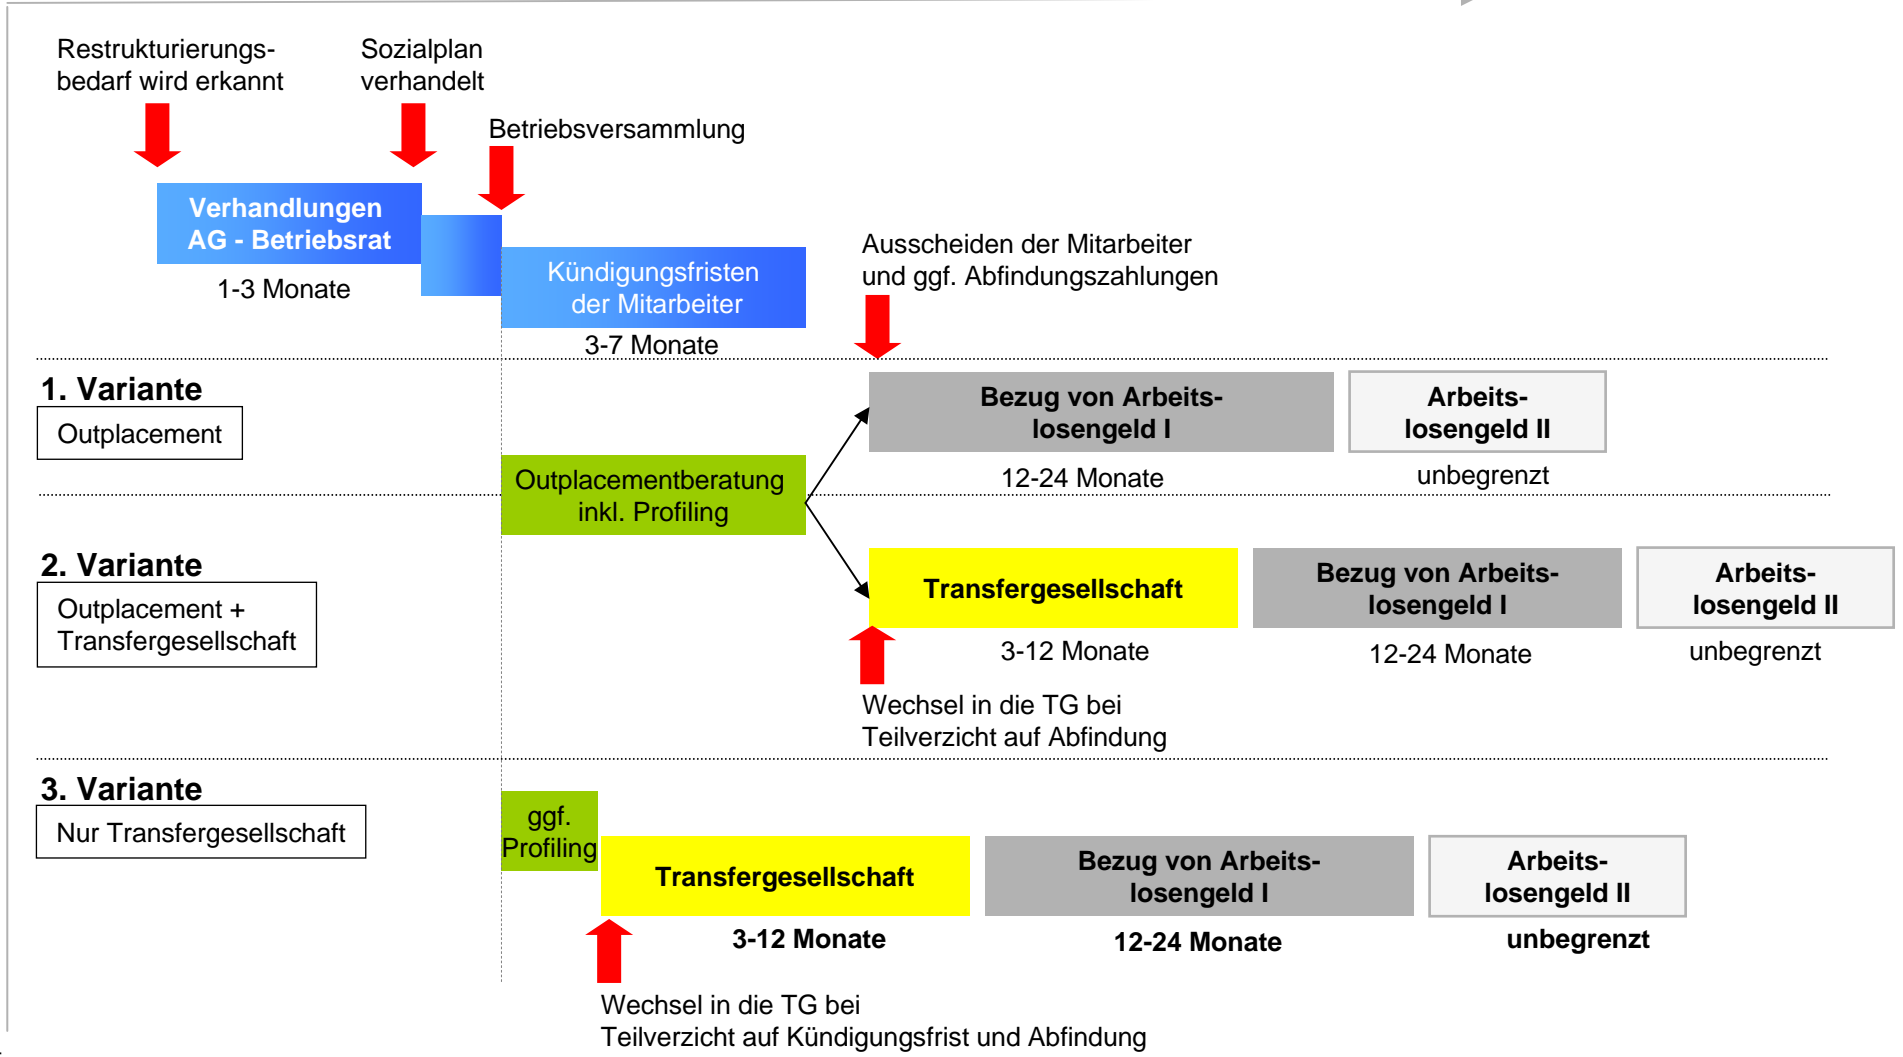 Restrukturierungs-
bedarf wird erkannt
Sozialplan
verhandelt
Betriebsversammlung
Verhandlungen
AG - Betriebsrat
1-3 Monate
Kündigungsfristen
der Mitarbeiter
3-7 Monate
Ausscheiden der Mitarbeiter
und ggf. Abfindungszahlungen
1. Variante
Outplacement
Bezug von Arbeits-
losengeld I
12-24 Monate
Arbeits-
losengeld II
unbegrenzt
Outplacementberatung
inkl. Profiling
2. Variante
Outplacement +
Transfergesellschaft
Transfergesellschaft
3-12 Monate
Bezug von Arbeits-
losengeld I
12-24 Monate
Arbeits-
losengeld II
unbegrenzt
Wechsel in die TG bei
Teilverzicht auf Abfindung
3. Variante
Nur Transfergesellschaft
ggf.
Profiling
Transfergesellschaft
3-12 Monate
Bezug von Arbeits-
losengeld I
12-24 Monate
Arbeits-
losengeld II
unbegrenzt
Wechsel in die TG bei
Teilverzicht auf Kündigungsfrist und Abfindung